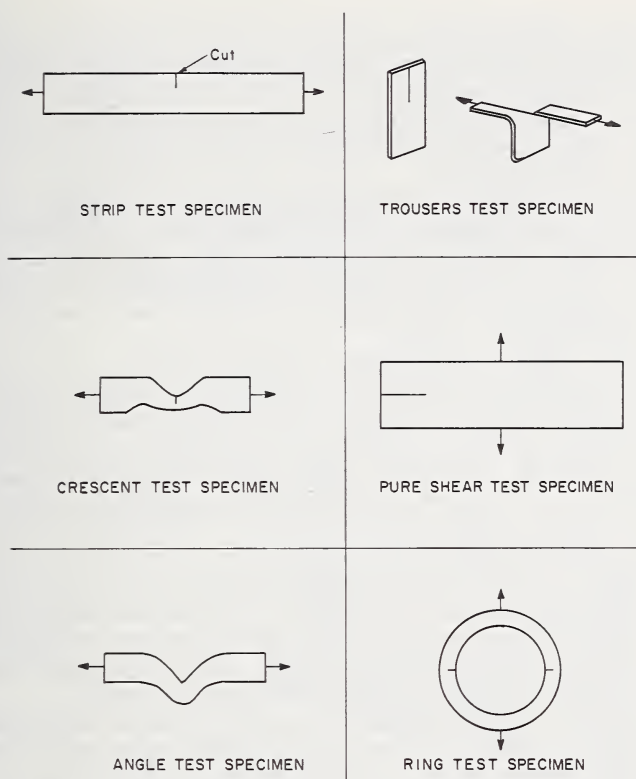 Cut
STRIP TEST SPECIMEN
TROUSERS TEST SPECIMEN
CRESCENT TEST SPECIMEN
PURE SHEAR TEST SPECIMEN
ANGLE TEST SPECIMEN
RING TEST SPECIMEN